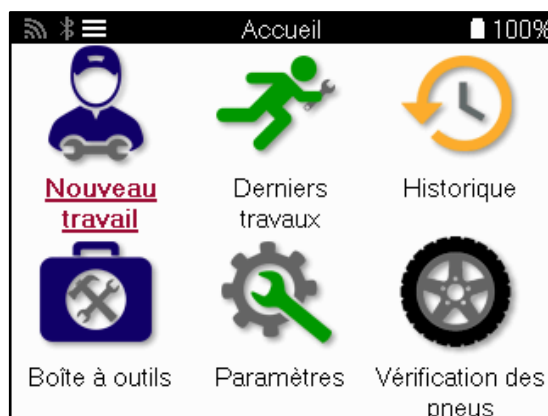 Accueil
100%
Nouveau
travail
Derniers
travaux
Historique
Boîte à outils
Paramètres
Vérification des
pneus